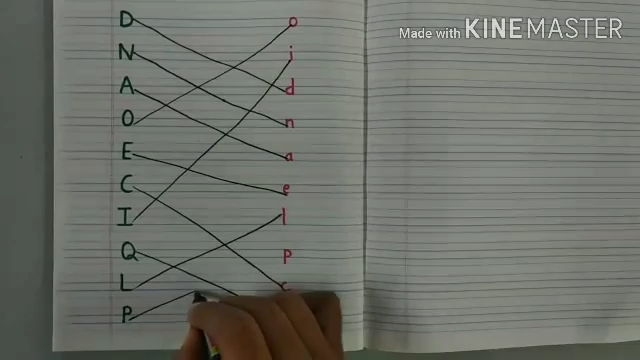 Made with KINEMASTER
D o
N i
A d
O n
E a
C e
I l
Q p
L c
P